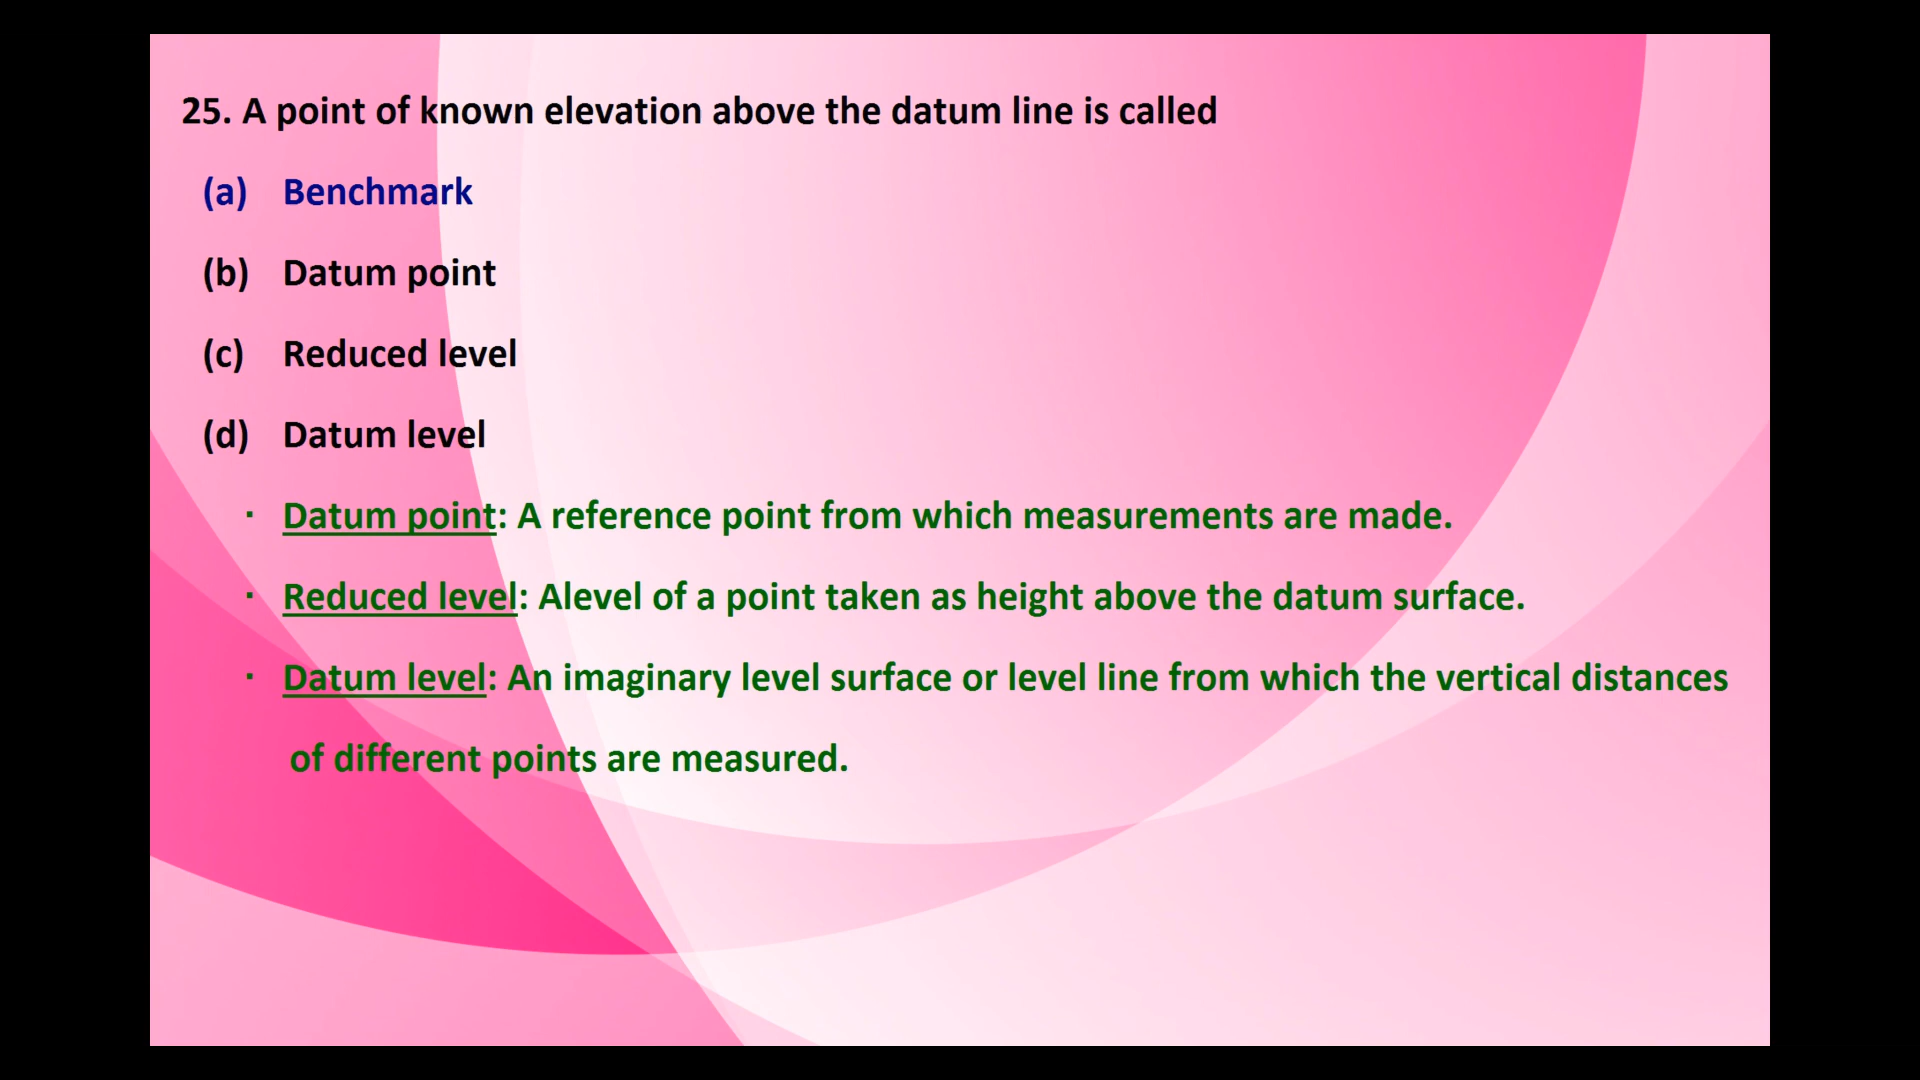 25. A point of known elevation above the datum line is called
(a) Benchmark
(b) Datum point
(c) Reduced level
(d) Datum level
· Datum point: A reference point from which measurements are made.
· Reduced level: Alevel of a point taken as height above the datum surface.
· Datum level: An imaginary level surface or level line from which the vertical distances
of different points are measured.